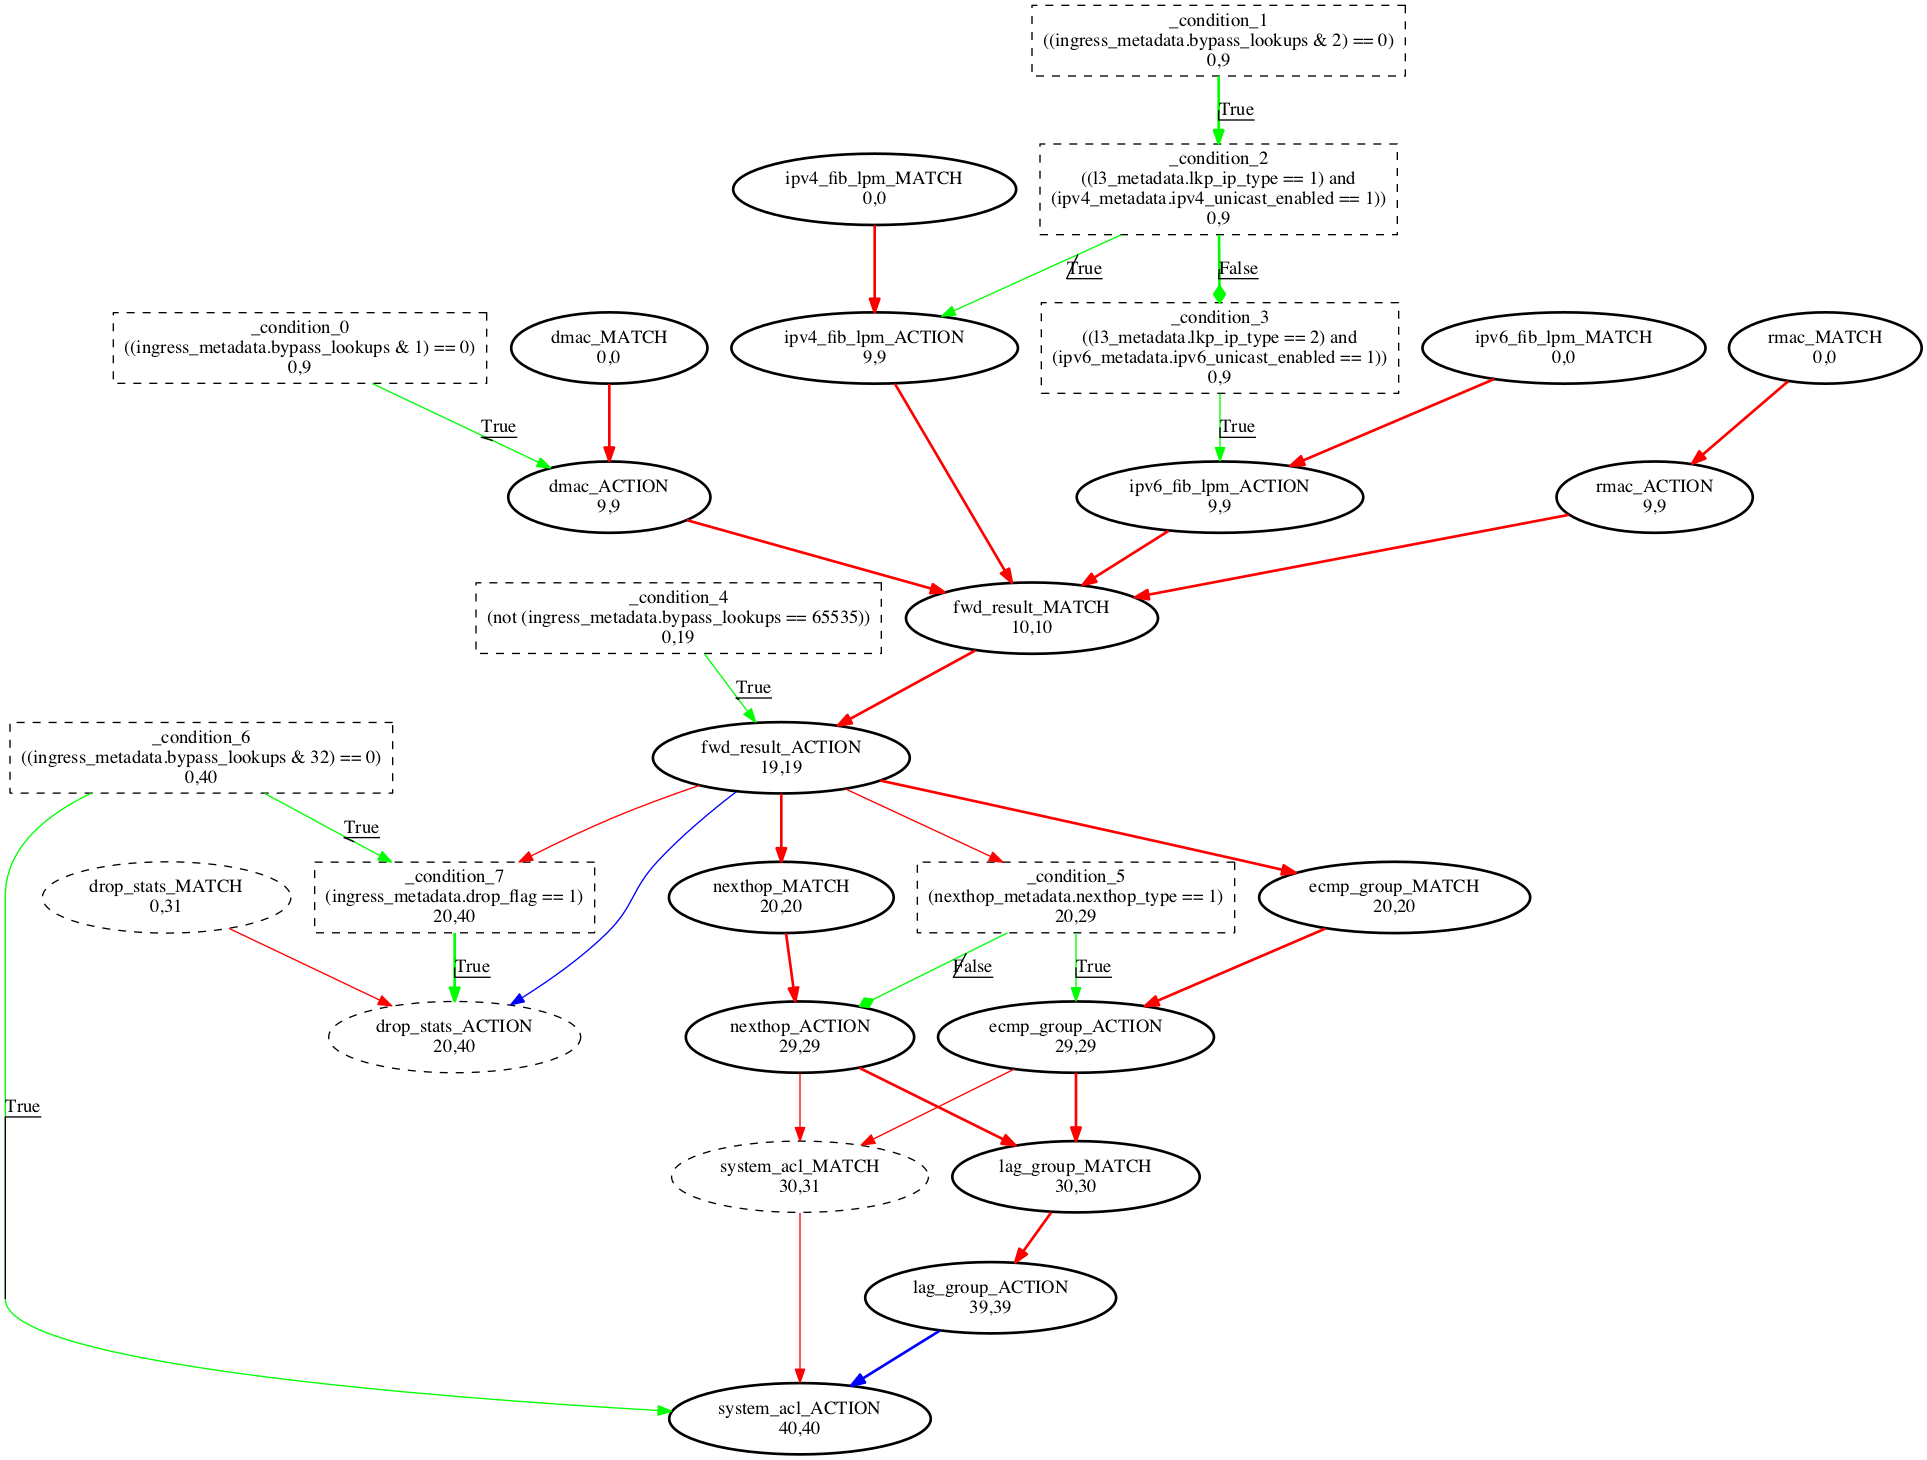 _condition_1
((ingress_metadata.bypass_lookups & 2) == 0)
0,9
True
_condition_2
((l3_metadata.lkp_ip_type == 1) and
(ipv4_metadata.ipv4_unicast_enabled == 1))
0,9
ipv4_fib_lpm_MATCH
0,0
True
False
_condition_0
((ingress_metadata.bypass_lookups & 1) == 0)
0,9
dmac_MATCH
0,0
ipv4_fib_lpm_ACTION
9,9
_condition_3
((l3_metadata.lkp_ip_type == 2) and
(ipv6_metadata.ipv6_unicast_enabled == 1))
0,9
ipv6_fib_lpm_MATCH
0,0
rmac_MATCH
0,0
True
True
dmac_ACTION
9,9
ipv6_fib_lpm_ACTION
9,9
rmac_ACTION
9,9
_condition_4
(not (ingress_metadata.bypass_lookups == 65535))
0,19
fwd_result_MATCH
10,10
True
_condition_6
((ingress_metadata.bypass_lookups & 32) == 0)
0,40
fwd_result_ACTION
19,19
True
drop_stats_MATCH
0,31
_condition_7
(ingress_metadata.drop_flag == 1)
20,40
nexthop_MATCH
20,20
_condition_5
(nexthop_metadata.nexthop_type == 1)
20,29
ecmp_group_MATCH
20,20
True
False
True
drop_stats_ACTION
20,40
nexthop_ACTION
29,29
ecmp_group_ACTION
29,29
True
system_acl_MATCH
30,31
lag_group_MATCH
30,30
lag_group_ACTION
39,39
system_acl_ACTION
40,40